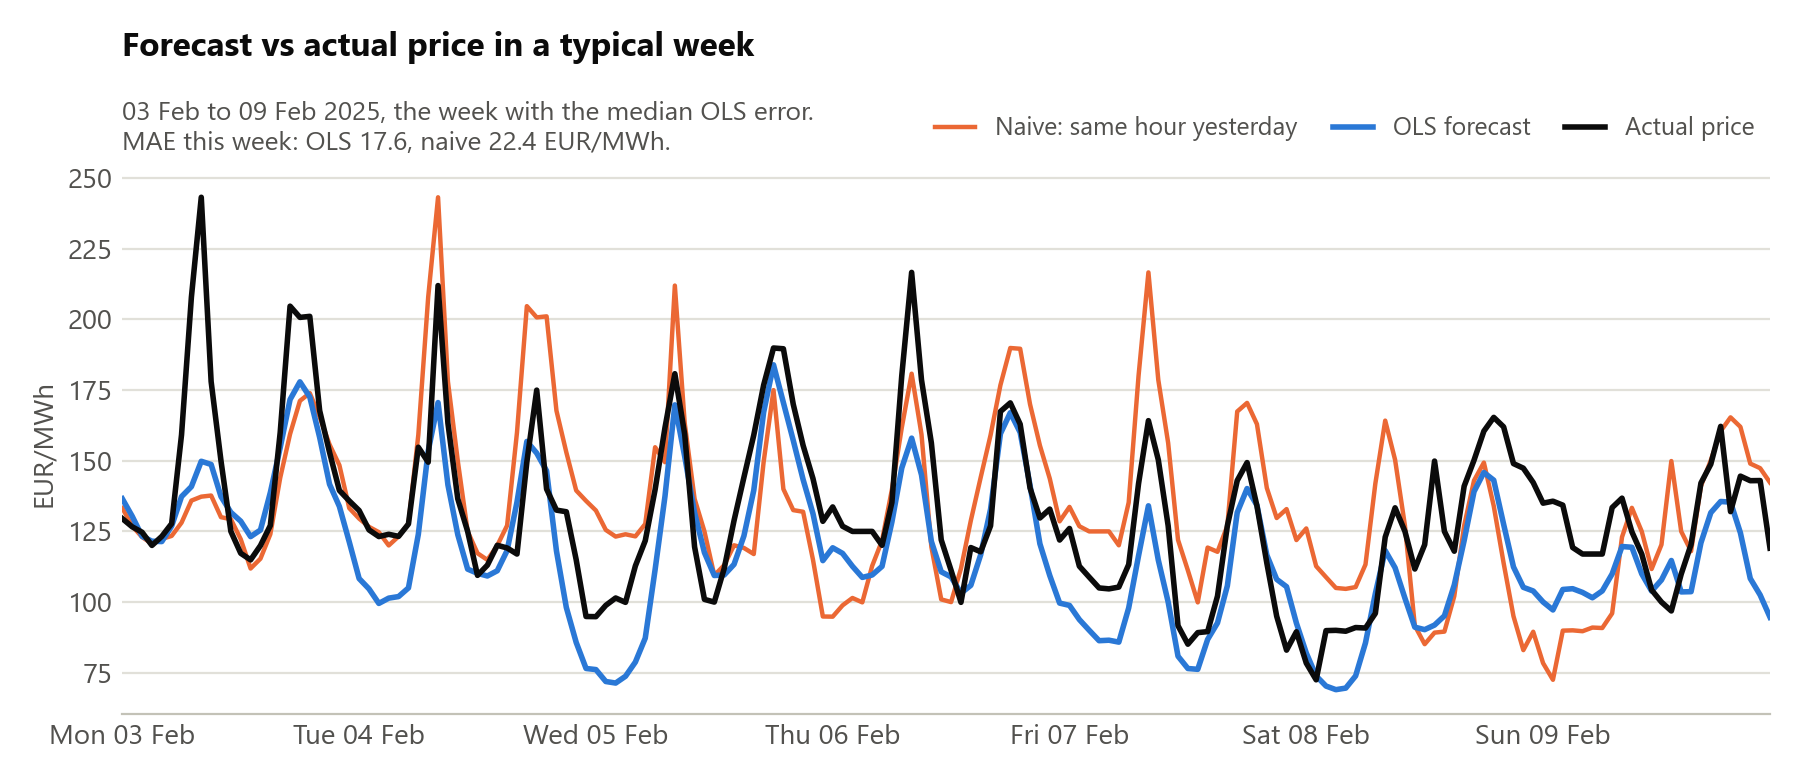 Forecast vs actual price in a typical week
03 Feb to 09 Feb 2025, the week with the median OLS error.
MAE this week: OLS 17.6, naive 22.4 EUR/MWh.
Naive: same hour yesterday
OLS forecast
Actual price
250
225
200
175
150
125
100
75
EUR/MWh
Mon 03 Feb
Tue 04 Feb
Wed 05 Feb
Thu 06 Feb
Fri 07 Feb
Sat 08 Feb
Sun 09 Feb